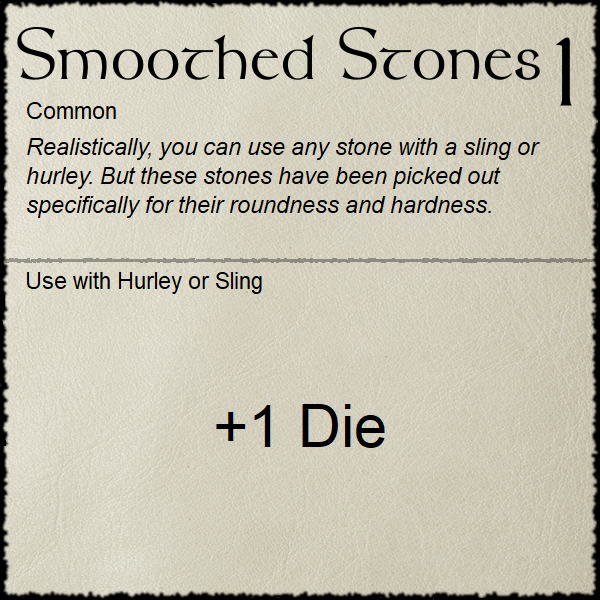 Smoothed Stones 1
Common
Realistically, you can use any stone with a sling or
hurley. But these stones have been picked out
specifically for their roundness and hardness.
Use with Hurley or Sling
+1 Die